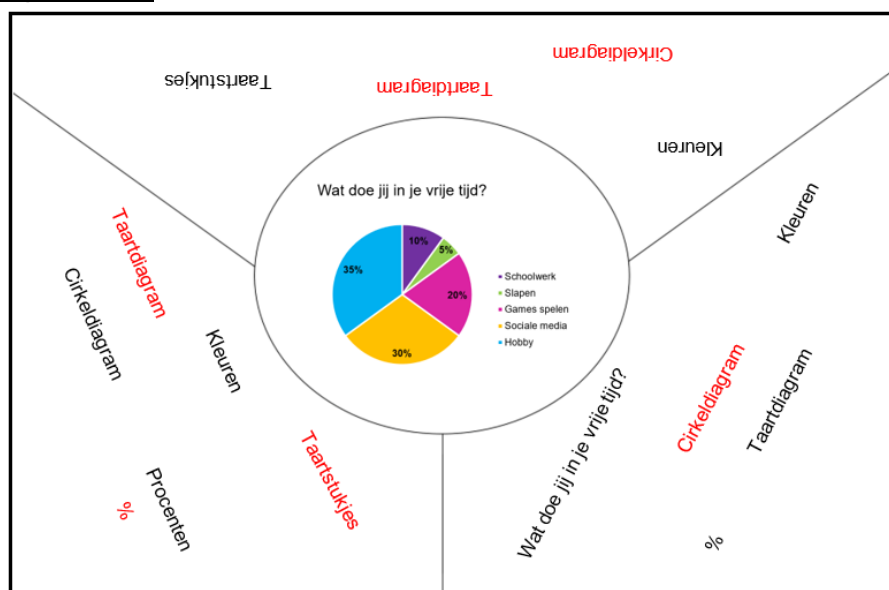 Cirkeldiagram
Taartdiagram
Taartstukjes
Kleuren
Wat doe jij in je vrije tijd?
10%
5%
20%
30%
35%
Schoolwerk
Slapen
Games spelen
Sociale media
Hobby
Taartdiagram
Cirkeldiagram
Kleuren
Taartstukjes
Procenten
%
Kleuren
Cirkeldiagram
Taartdiagram
Wat doe jij in je vrije tijd?
%